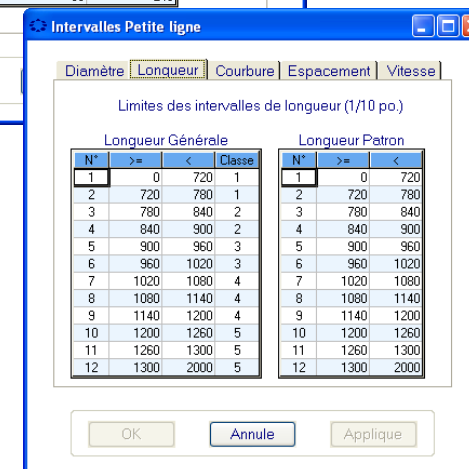 Intervalles Petite ligne
Diamètre Longueur Courbure Espacement Vitesse
Limites des intervalles de longueur (1/10 po.)
Longueur Générale Longueur Patron
N° >= < Classe N° >= <
1 0 720 1 1 0 720
2 720 780 1 2 720 780
3 780 840 2 3 780 840
4 840 900 2 4 840 900
5 900 960 3 5 900 960
6 960 1020 3 6 960 1020
7 1020 1080 4 7 1020 1080
8 1080 1140 4 8 1080 1140
9 1140 1200 4 9 1140 1200
10 1200 1260 5 10 1200 1260
11 1260 1300 5 11 1260 1300
12 1300 2000 5 12 1300 2000
OK Annule Applique